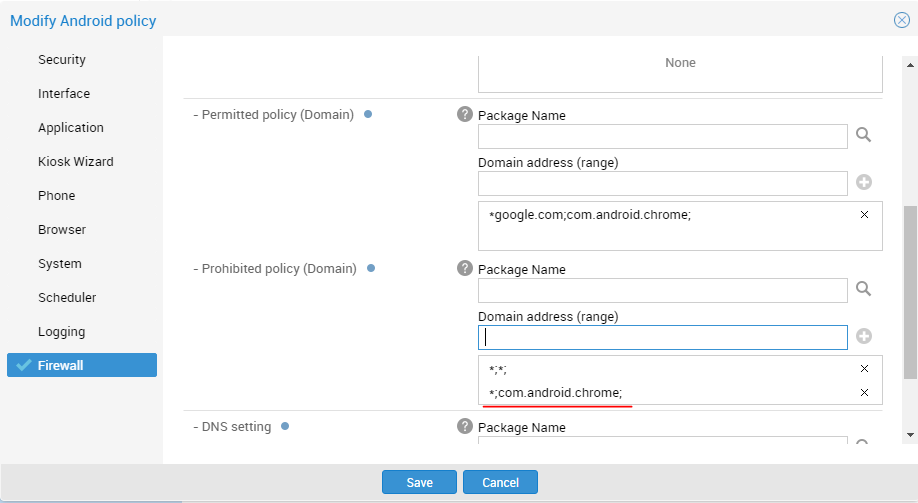 Modify Android policy
Security
Interface
Application
Kiosk Wizard
Phone
Browser
System
Scheduler
Logging
Firewall
None
- Permitted policy (Domain)
? Package Name
Domain address (range)
*google.com;com.android.chrome;
- Prohibited policy (Domain)
? Package Name
Domain address (range)
*;*;
*;com.android.chrome;
- DNS setting
? Package Name
Save
Cancel